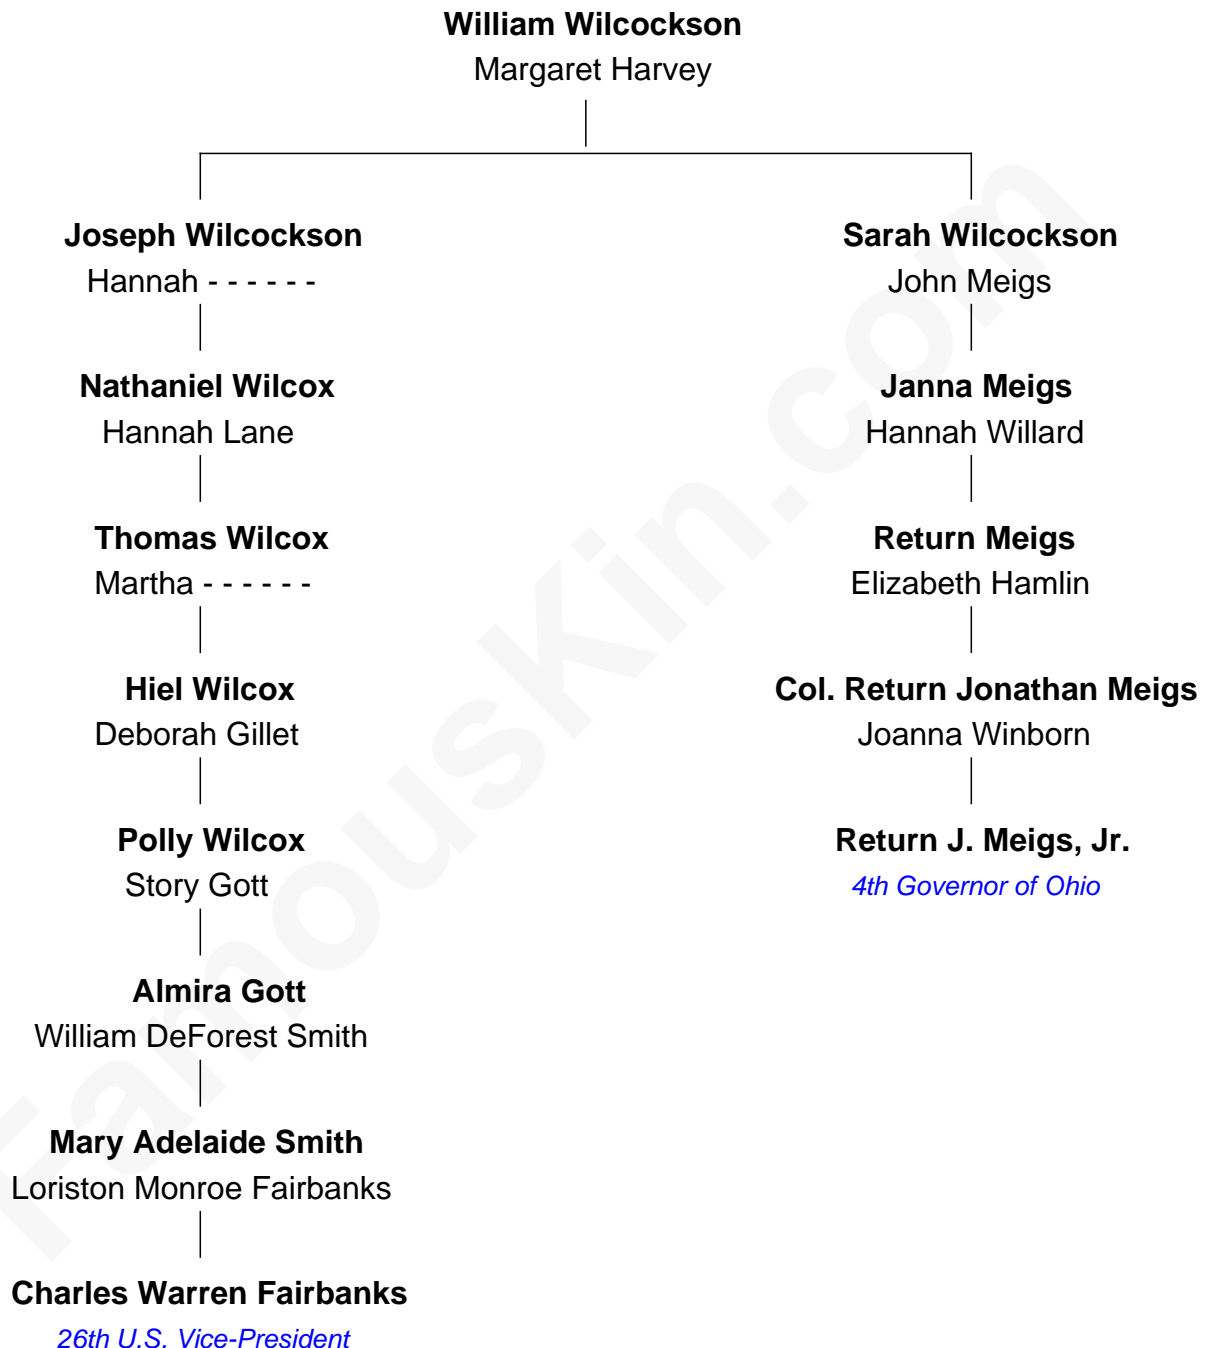 William Wilcockson
Margaret Harvey
Joseph Wilcockson
Hannah - - - - - -
Sarah Wilcockson
John Meigs
Nathaniel Wilcox
Hannah Lane
Janna Meigs
Hannah Willard
Thomas Wilcox
Martha - - - - - -
Return Meigs
Elizabeth Hamlin
Hiel Wilcox
Deborah Gillet
Col. Return Jonathan Meigs
Joanna Winborn
Polly Wilcox
Story Gott
Return J. Meigs, Jr.
4th Governor of Ohio
Almira Gott
William DeForest Smith
Mary Adelaide Smith
Loriston Monroe Fairbanks
Charles Warren Fairbanks
26th U.S. Vice-President
FamousKin.com